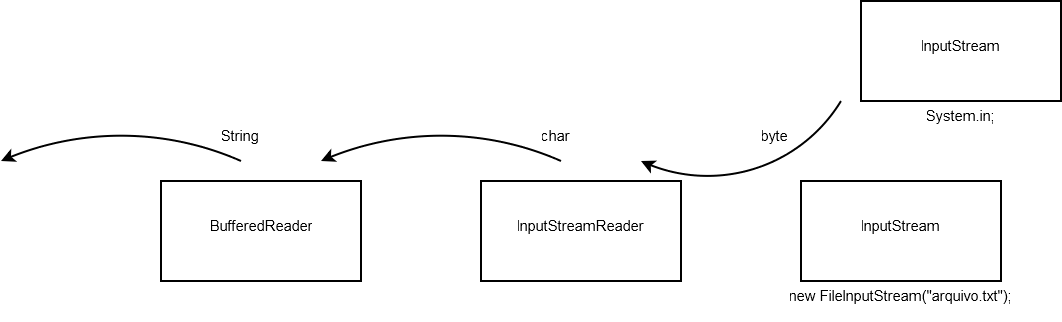 InputStream
System.in;
String
char
byte
BufferedReader
InputStreamReader
InputStream
new FileInputStream("arquivo.txt");